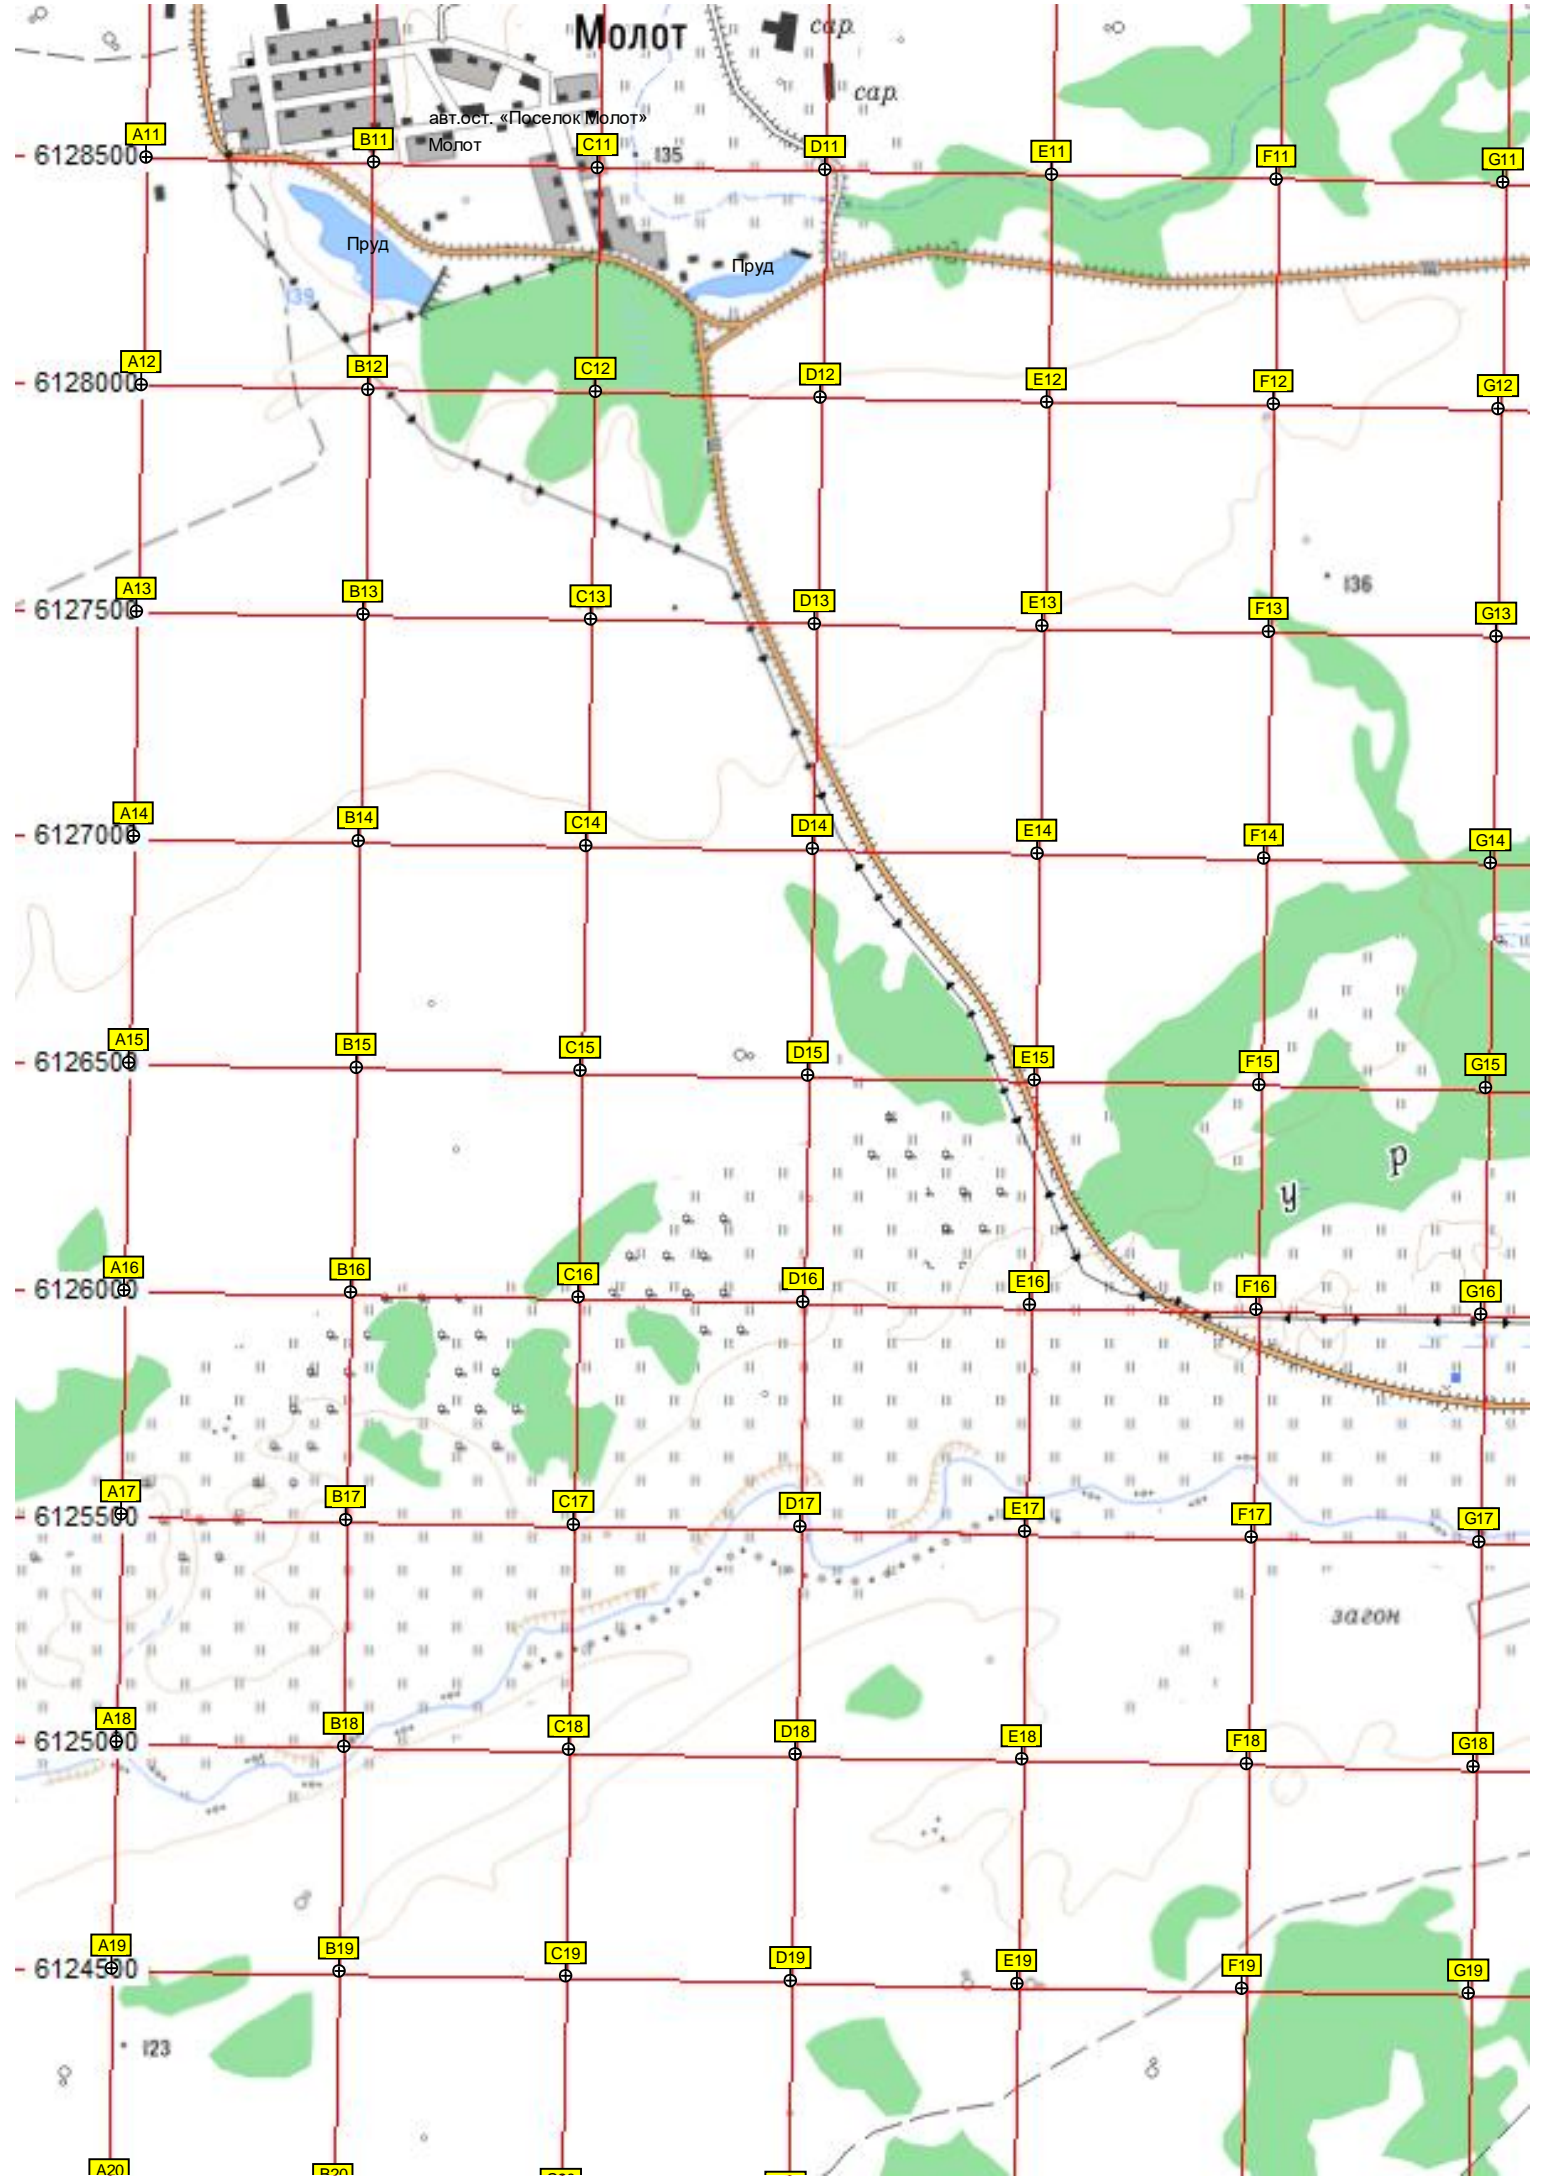 Молот
сар.
сар.
авт.ост. «Поселок Молот»
Молот
135
A11 B11 C11 D11 E11 F11 G11
6128500
Пруд
Пруд
139
A12 B12 C12 D12 E12 F12 G12
6128000
136
A13 B13 C13 D13 E13 F13 G13
6127500
A14 B14 C14 D14 E14 F14 G14
6127000
A15 B15 C15 D15 E15 F15 G15
6126500
р
у
A16 B16 C16 D16 E16 F16 G16
6126000
A17 B17 C17 D17 E17 F17 G17
6125500
загон
A18 B18 C18 D18 E18 F18 G18
6125000
A19 B19 C19 D19 E19 F19 G19
6124500
123
A20 B20